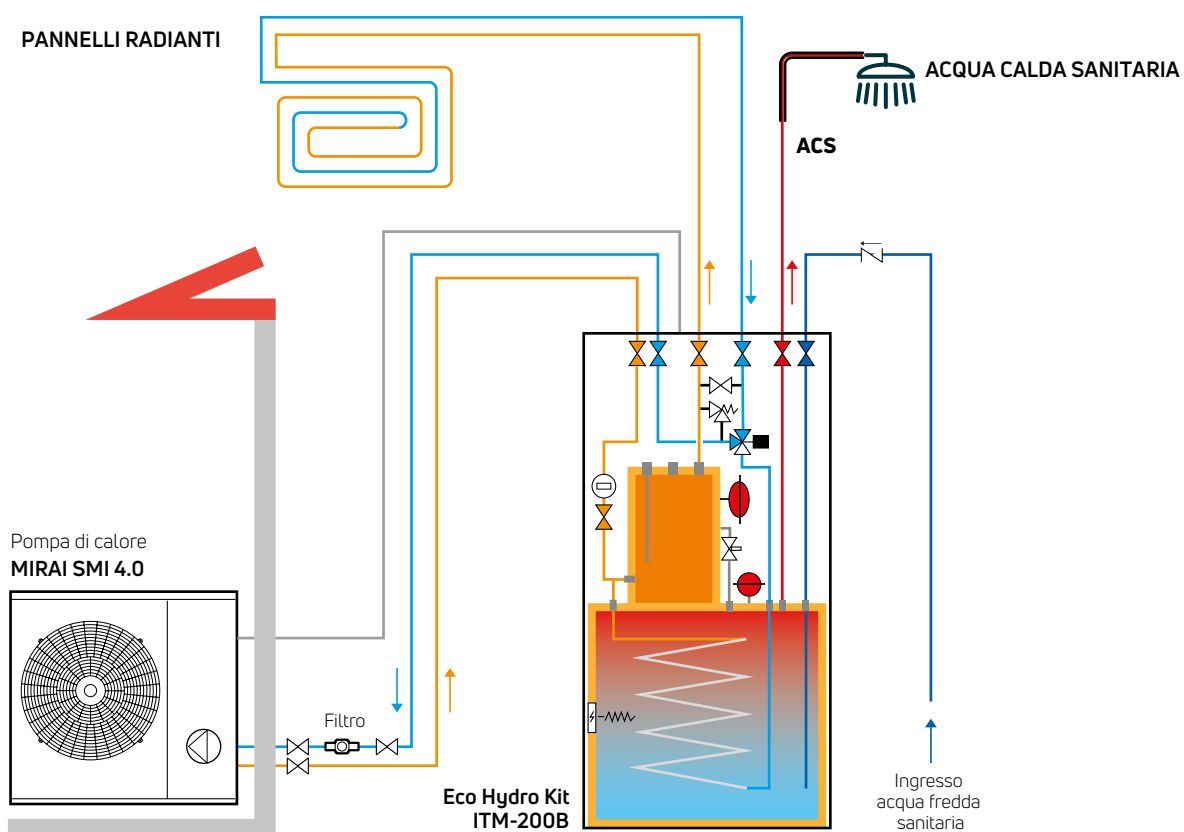 PANNELLI RADIANTI
ACQUA CALDA SANITARIA
ACS
Pompa di calore
MIRAI SMI 4.0
Filtro
Eco Hydro Kit
ITM-200B
Ingresso
acqua fredda
sanitaria